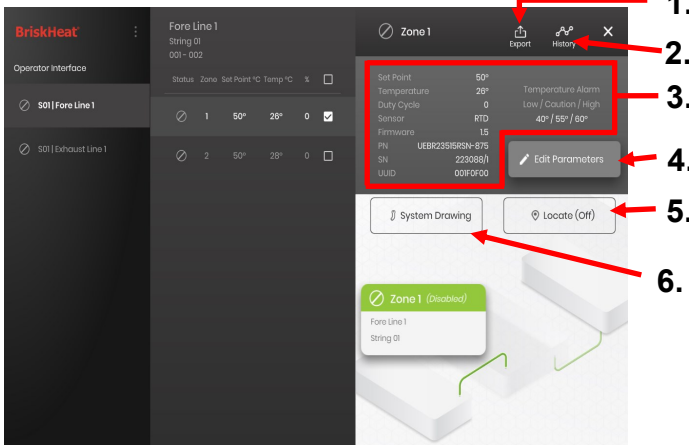 BriskHeat
Operator Interface
S01 | Fore Line 1
S01 | Exhaust Line 1
Fore Line 1
String 01
001 - 002
Status Zone Set Point °C Temp °C %
1 50° 26° 0
2 50° 28° 0
Zone 1
Export History X
Set Point 50°
Temperature 26°
Duty Cycle 0
Sensor RTD
Firmware 1.5
PN UEBR23515RSN-875
SN 223088/1
UUID 001F0F00
Temperature Alarm
Low / Caution / High
40° / 55° / 60°
Edit Parameters
System Drawing
Locate (Off)
Zone 1 (Disabled)
Fore Line 1
String 01
1.
2.
3.
4.
5.
6.